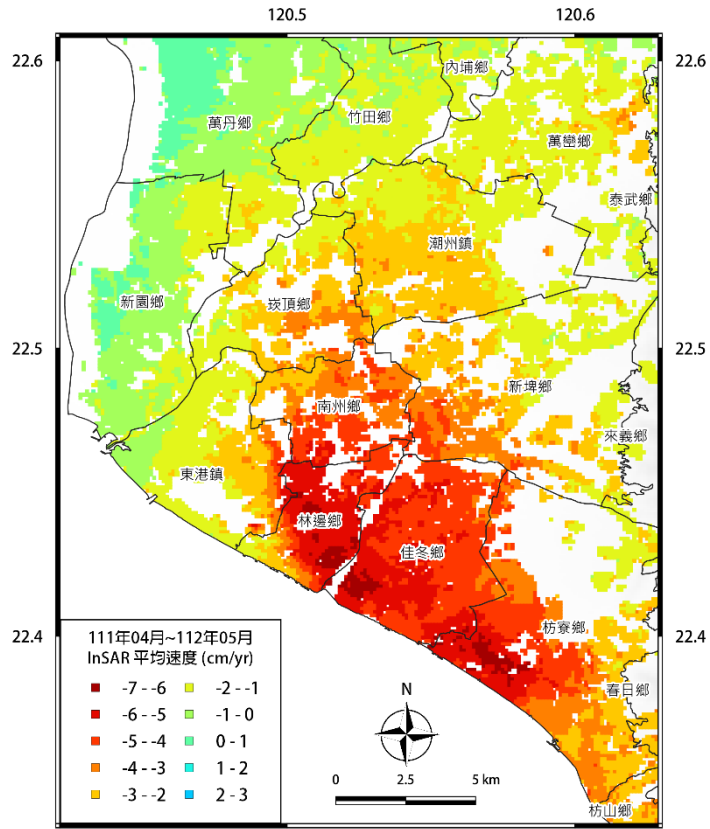 120.5 120.6
22.6 22.6
內埔鄉
竹田鄉
萬丹鄉
萬巒鄉
泰武鄉
潮州鎮
新園鄉
崁頂鄉
22.5 22.5
新埤鄉
南州鄉
來義鄉
東港鎮
林邊鄉
佳冬鄉
22.4 22.4
枋寮鄉
春日鄉
枋山鄉
111年04月~112年05月
InSAR 平均速度 (cm/yr)
-7 - -6 -2 - -1
-6 - -5 -1 - 0
-5 - -4 0 - 1
-4 - -3 1 - 2
-3 - -2 2 - 3
N
0 2.5 5 km